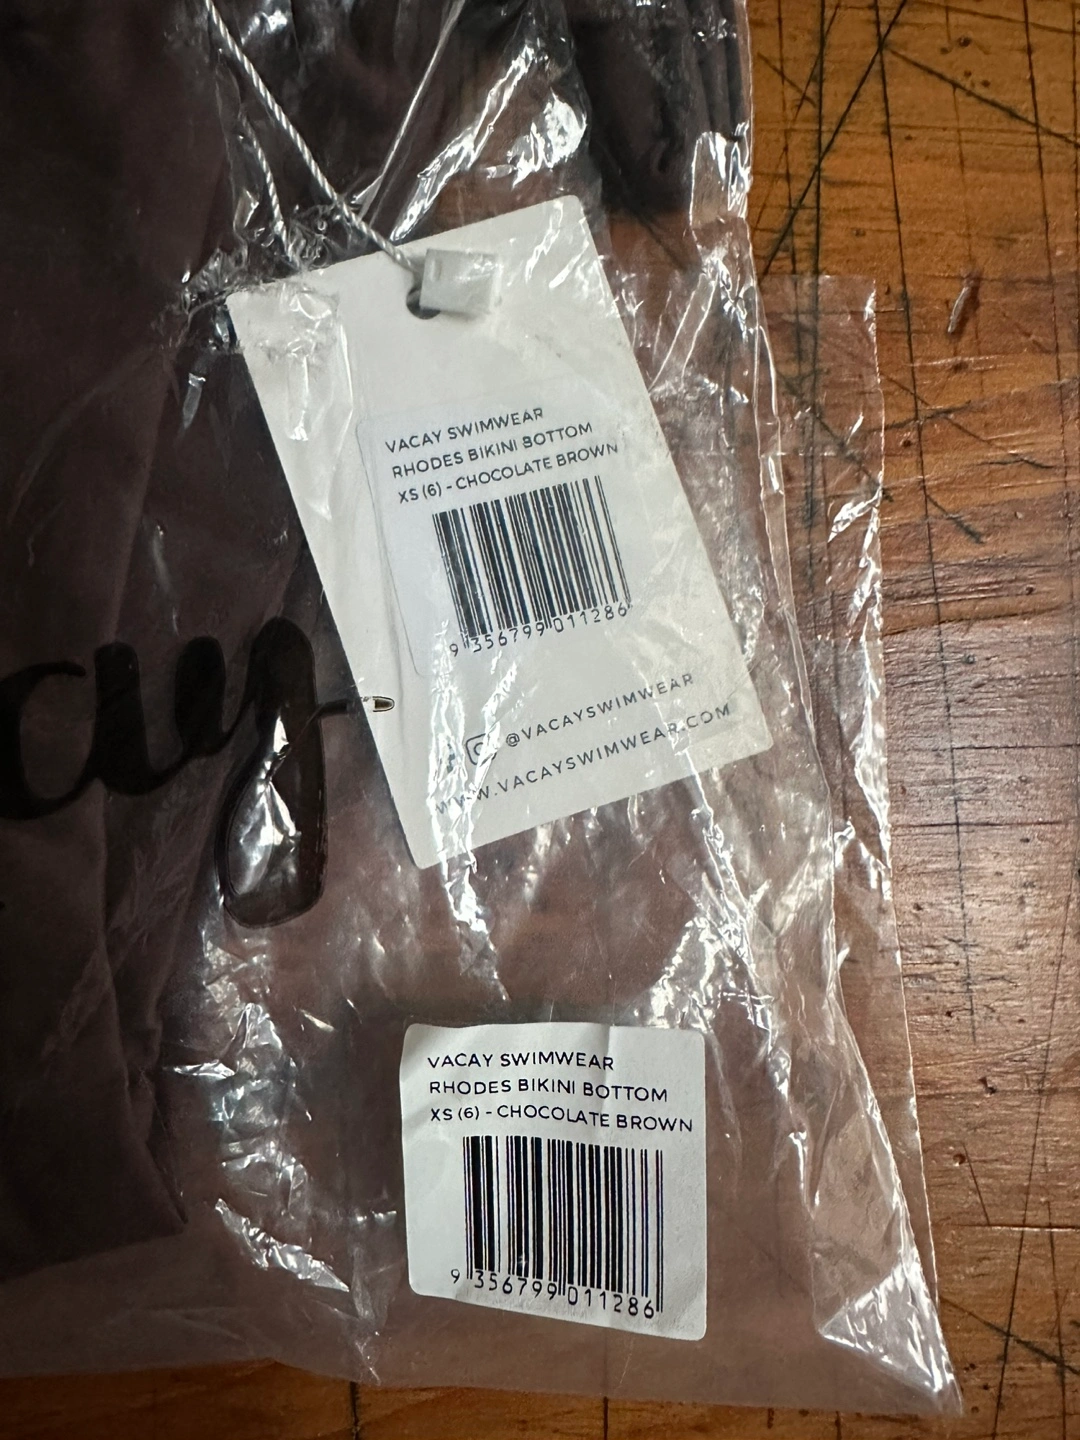 VACAY SWIMWEAR
RHODES BIKINI BOTTOM
XS (6) - CHOCOLATE BROWN
9 356799 011286
@VACAYSWIMWEAR
WWW.VACAYSWIMWEAR.COM
acay
VACAY SWIMWEAR
RHODES BIKINI BOTTOM
XS (6) - CHOCOLATE BROWN
9 356799 011286